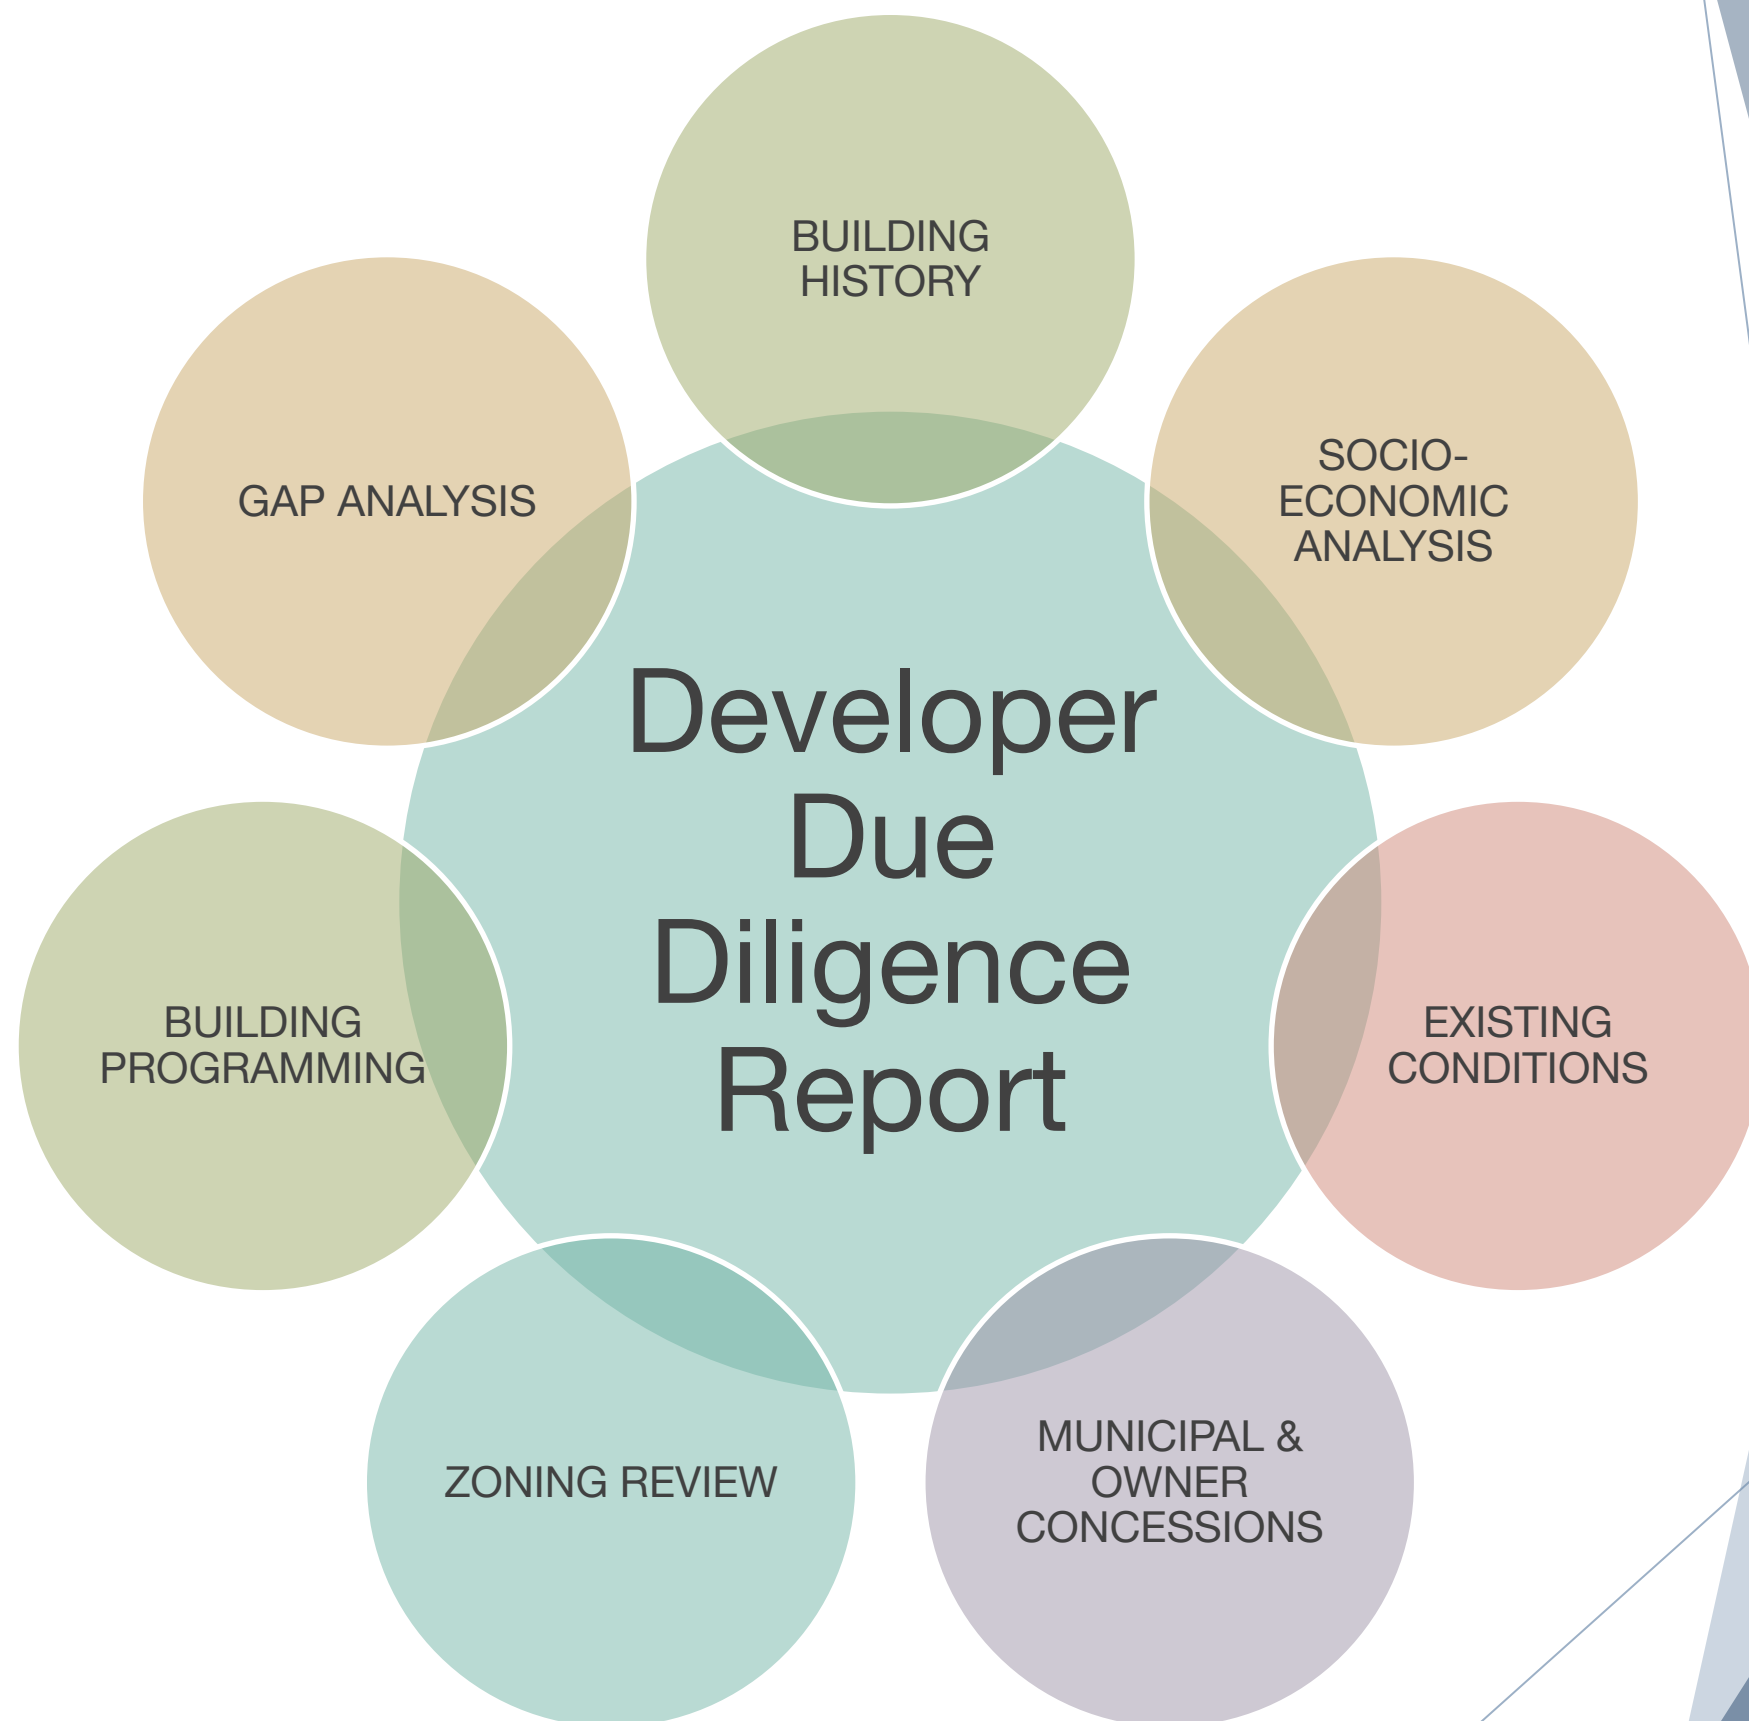 BUILDING
HISTORY
SOCIO-
ECONOMIC
ANALYSIS
GAP ANALYSIS
Developer
Due
Diligence
Report
EXISTING
CONDITIONS
BUILDING
PROGRAMMING
MUNICIPAL &
OWNER
CONCESSIONS
ZONING REVIEW